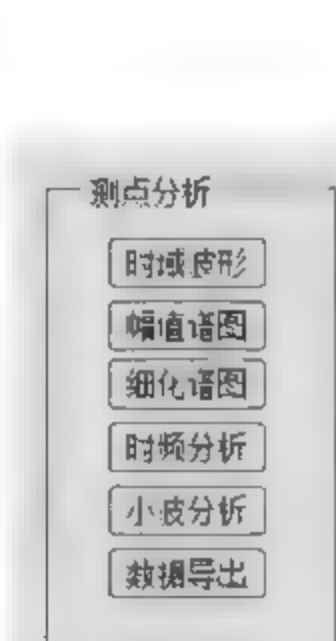 测点分析
时域波形
幅值谱图
细化谱图
时频分析
小波分析
数据导出